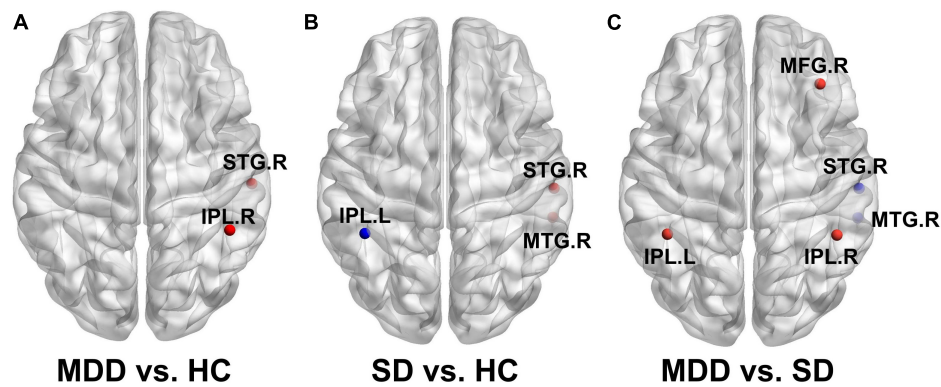 A
STG.R
IPL.R
MDD vs. HC
B
STG.R
IPL.L
MTG.R
SD vs. HC
C
MFG.R
STG.R
MTG.R
IPL.L
IPL.R
MDD vs. SD